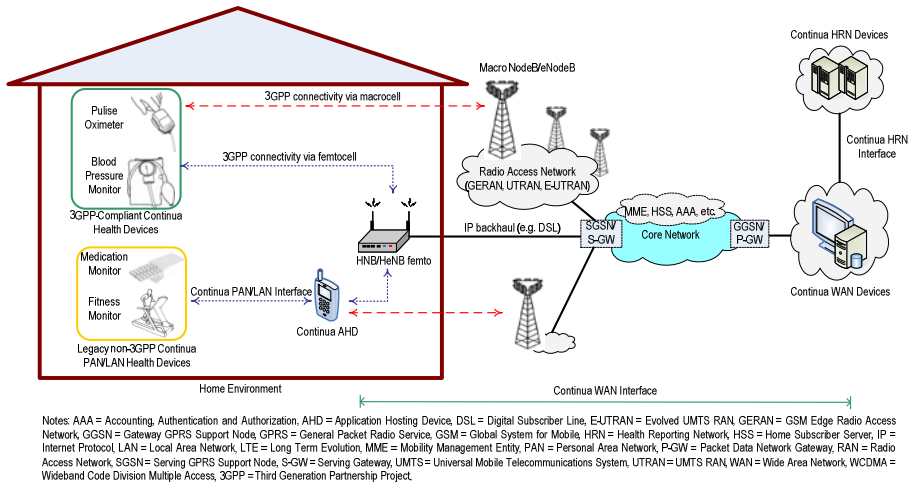 Continua HRN Devices
Macro NodeB/eNodeB
3GPP connectivity via macrocell
Pulise
Oximeter
Continua HRN
Interface
3GPP connectivity via femtocell
Blood
Pressure
Monitor
Radio Access Network
(GERAN, UTRAN, E-UTRAN)
3GPP-Compliant Continua
Health Devices
MME, HSS, AAA, etc.
SGSN/
S-GW
Core Network
GGSN/
P-GW
IP backhaul (e.g. DSL)
HNB/HeNB femto
Medication
Monitor
Continua PAN/LAN Interface
Fitness
Monitor
Continua WAN Devices
Continua AHD
Legacy non-3GPP Continua
PAN/LAN Health Devices
Home Environment
Continua WAN Interface
Notes: AAA = Accounting, Authentication and Authorization, AHD = Application Hosting Device, DSL = Digital Subscriber Line, E-UTRAN = Evolved UMTS RAN, GERAN = GSM Edge Radio Access
Network, GGSN = Gateway GPRS Support Node, GPRS = General Packet Radio Service, GSM = Global System for Mobile, HRN = Health Reporting Network, HSS = Home Subscriber Server, IP =
Internet Protocol, LAN = Local Area Network, LTE = Long Term Evolution, MME = Mobility Management Entity, PAN = Personal Area Network, P-GW = Packet Data Network Gateway, RAN = Radio
Access Network, SGSN = Serving GPRS Support Node, S-GW = Serving Gateway, UMTS = Universal Mobile Telecommunications System, UTRAN = UMTS RAN, WAN = Wide Area Network, WCDMA =
Wideband Code Division Multiple Access, 3GPP = Third Generation Partnership Project.